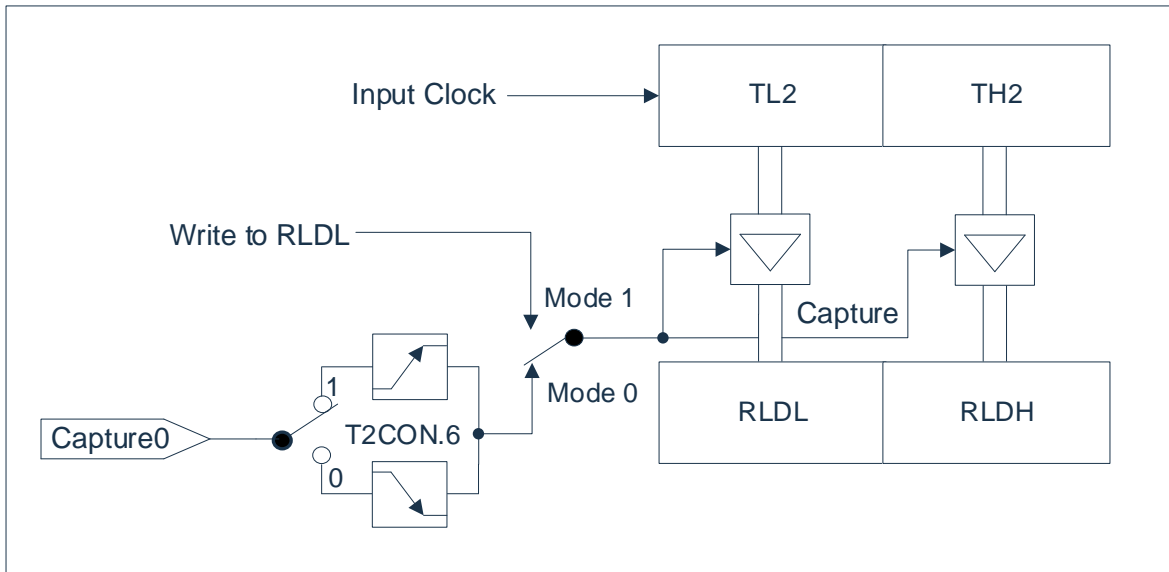 TL2
TH2
Input Clock
Write to RLDL
Mode 1
Capture
Mode 0
1
T2CON.6
0
Capture0
RLDL
RLDH